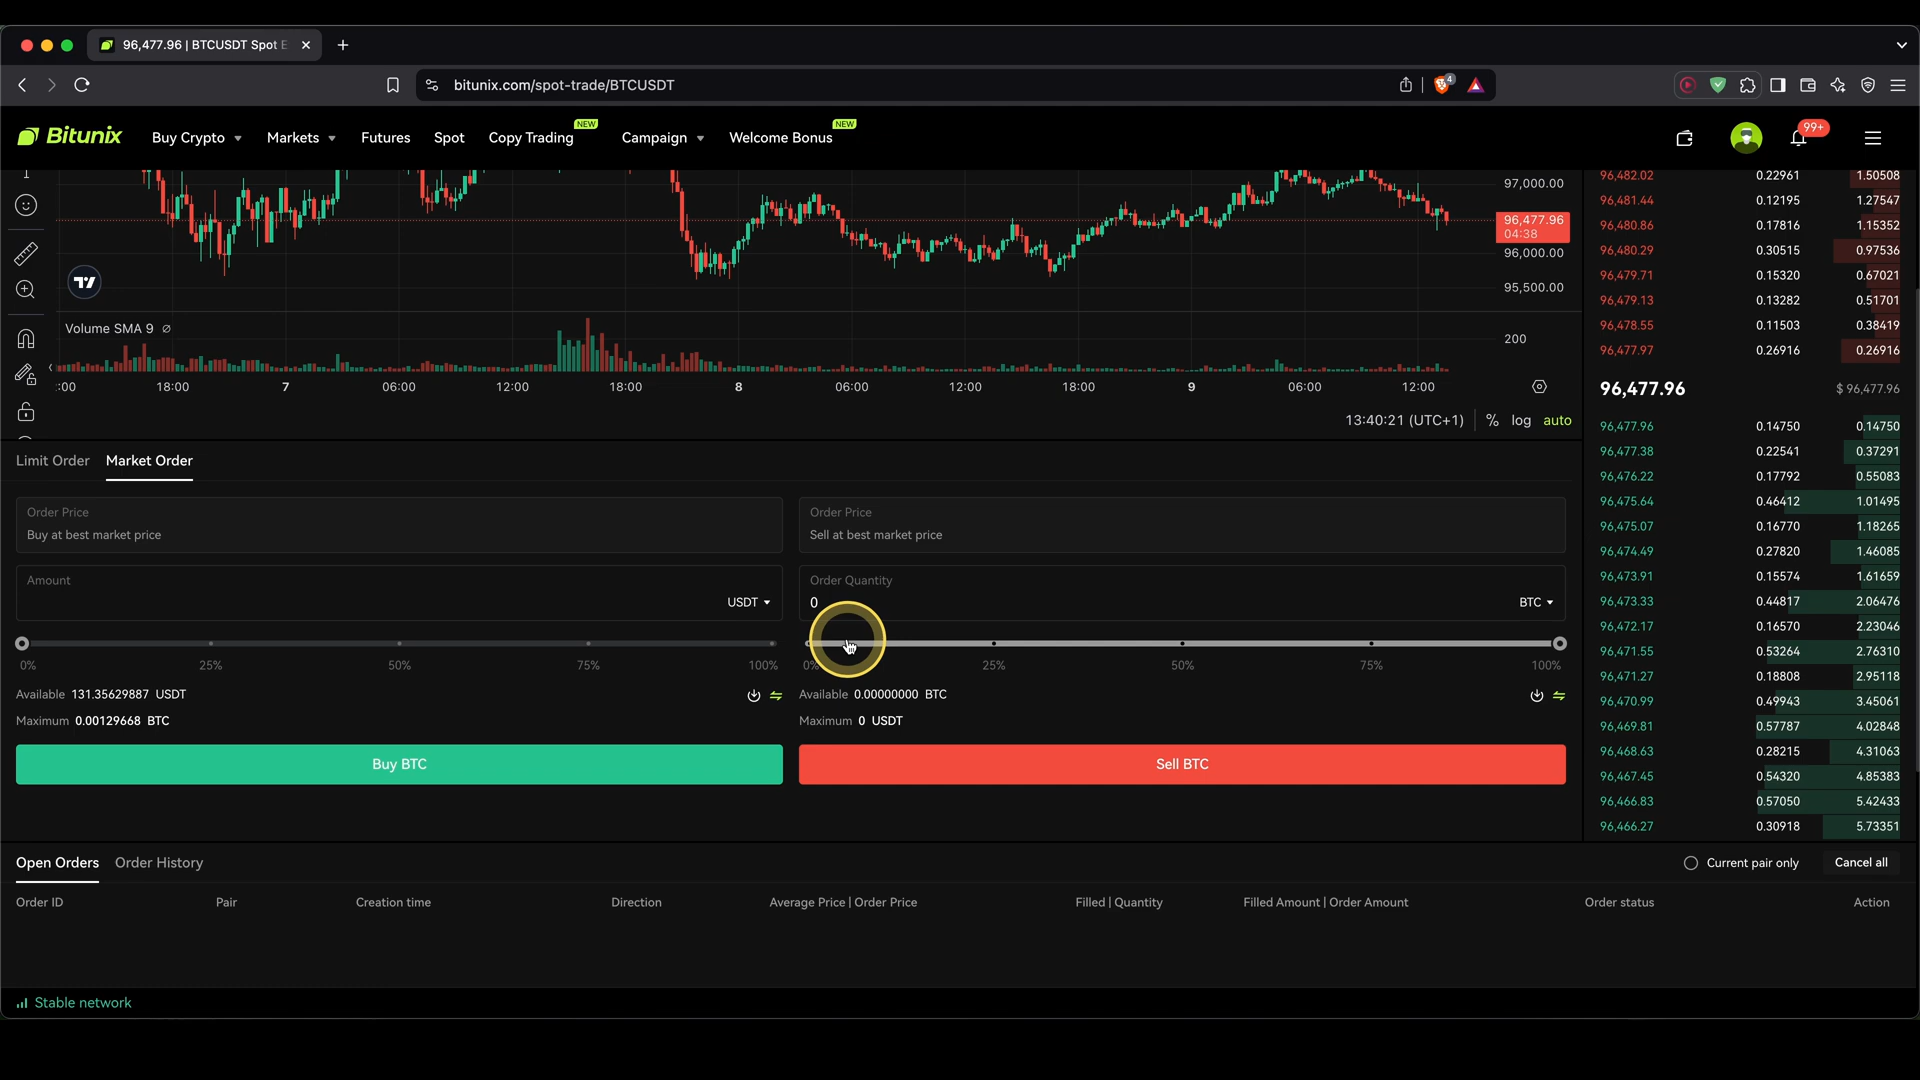 96,477.96 | BTCUSDT Spot E
bitunix.com/spot-trade/BTCUSDT
4
Bitunix
Buy Crypto
Markets
Futures
Spot
Copy Trading
NEW
Campaign
Welcome Bonus
NEW
99+
97,000.00
96,477.96
04:38
96,000.00
95,500.00
Volume SMA 9
200
:00 18:00 7 06:00 12:00 18:00 8 06:00 12:00 18:00 9 06:00 12:00
13:40:21 (UTC+1) % log auto
96,482.02 0.22961 1.50508
96,481.44 0.12195 1.27547
96,480.86 0.17816 1.15352
96,480.29 0.30515 0.97536
96,479.71 0.15320 0.67021
96,479.13 0.13282 0.51701
96,478.55 0.11503 0.38419
96,477.97 0.26916 0.26916
96,477.96 $ 96,477.96
96,477.96 0.14750 0.14750
96,477.38 0.22541 0.37291
96,476.22 0.17792 0.55083
96,475.64 0.46412 1.01495
96,475.07 0.16770 1.18265
96,474.49 0.27820 1.46085
96,473.91 0.15574 1.61659
96,473.33 0.44817 2.06476
96,472.17 0.16570 2.23046
96,471.55 0.53264 2.76310
96,471.27 0.18808 2.95118
96,470.99 0.49943 3.45061
96,469.81 0.57787 4.02848
96,468.63 0.28215 4.31063
96,467.45 0.54320 4.85383
96,466.83 0.57050 5.42433
96,466.27 0.30918 5.73351
Limit Order Market Order
Order Price
Buy at best market price
Amount
USDT
0% 25% 50% 75% 100%
Available 131.35629887 USDT
Maximum 0.00129668 BTC
Buy BTC
Order Price
Sell at best market price
Order Quantity
0 BTC
0% 25% 50% 75% 100%
Available 0.00000000 BTC
Maximum 0 USDT
Sell BTC
Open Orders Order History
Current pair only Cancel all
Order ID Pair Creation time Direction Average Price | Order Price Filled | Quantity Filled Amount | Order Amount Order status Action
Stable network